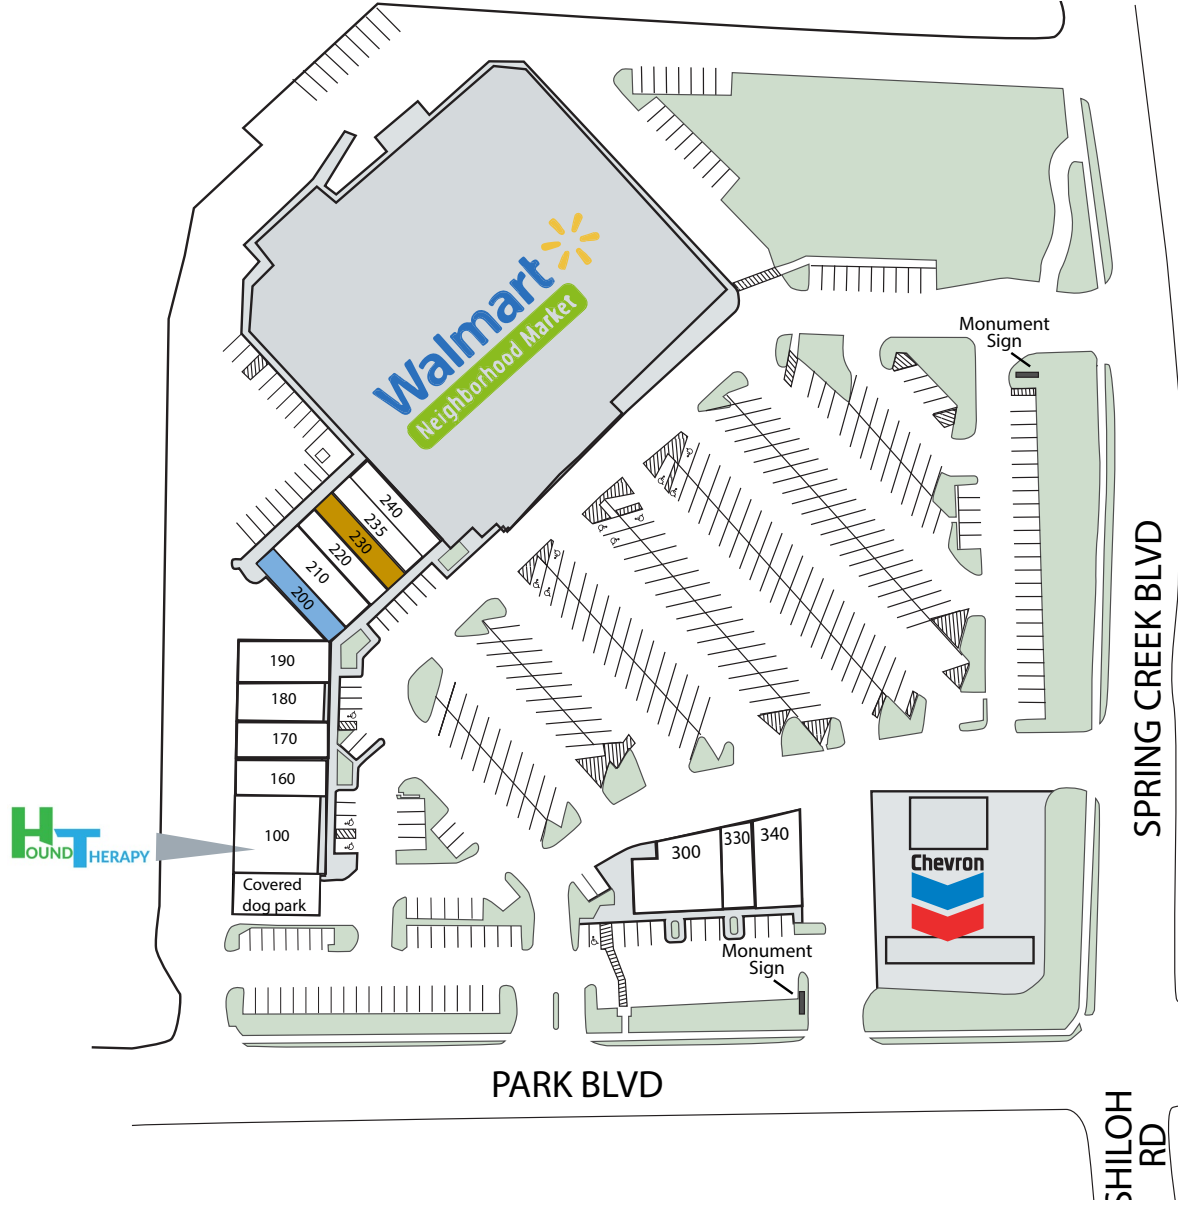 Walmart
Neighborhood Market
Monument
Sign
240
235
230
220
210
200
190
180
170
160
100
HOUND THERAPY
Covered
dog park
300
330
340
Chevron
Monument
Sign
SPRING CREEK BLVD
PARK BLVD
SHILOH
RD